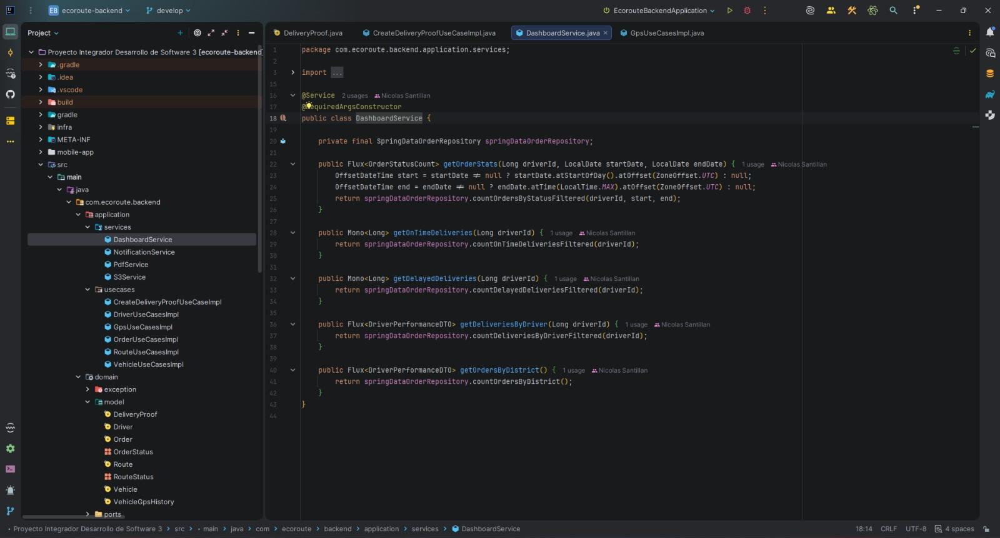 EB ecoroute-backend develop EcorouteBackendApplication
Project
Proyecto Integrador Desarrollo de Software 3 [ecoroute-backend]
.gradle
.idea
.vscode
build
gradle
infra
META-INF
mobile-app
src
main
java
com.ecoroute.backend
application
services
DashboardService
NotificationService
PdfService
S3Service
usecases
CreateDeliveryProofUseCaseImpl
DriverUseCasesImpl
GpsUseCasesImpl
OrderUseCasesImpl
RouteUseCasesImpl
VehicleUseCasesImpl
domain
exception
model
DeliveryProof
Driver
Order
OrderStatus
Route
RouteStatus
Vehicle
VehicleGpsHistory
ports
DeliveryProof.java CreateDeliveryProofUseCaseImpl.java DashboardService.java GpsUseCasesImpl.java
1 package com.ecoroute.backend.application.services;
2
3 import ...
15
16 @Service 2 usages Nicolas Santillan
17 @RequiredArgsConstructor
18 public class DashboardService {
19
20 private final SpringDataOrderRepository springDataOrderRepository;
21
22 public Flux<OrderStatusCount> getOrderStats(Long driverId, LocalDate startDate, LocalDate endDate) { 1 usage Nicolas Santillan
23 OffsetDateTime start = startDate ≠ null ? startDate.atStartOfDay().atOffset(ZoneOffset.UTC) : null;
24 OffsetDateTime end = endDate ≠ null ? endDate.atTime(LocalTime.MAX).atOffset(ZoneOffset.UTC) : null;
25 return springDataOrderRepository.countOrdersByStatusFiltered(driverId, start, end);
26 }
27
28 public Mono<Long> getOnTimeDeliveries(Long driverId) { 1 usage Nicolas Santillan
29 return springDataOrderRepository.countOnTimeDeliveriesFiltered(driverId);
30 }
31
32 public Mono<Long> getDelayedDeliveries(Long driverId) { 1 usage Nicolas Santillan
33 return springDataOrderRepository.countDelayedDeliveriesFiltered(driverId);
34 }
35
36 public Flux<DriverPerformanceDTO> getDeliveriesByDriver(Long driverId) { 1 usage Nicolas Santillan
37 return springDataOrderRepository.countDeliveriesByDriverFiltered(driverId);
38 }
39
40 public Flux<DriverPerformanceDTO> getOrdersByDistrict() { 1 usage Nicolas Santillan
41 return springDataOrderRepository.countOrdersByDistrict();
42 }
43 }
44
Proyecto Integrador Desarrollo de Software 3 > src > main > java > com > ecoroute > backend > application > services > DashboardService 18:14 CRLF UTF-8 4 spaces